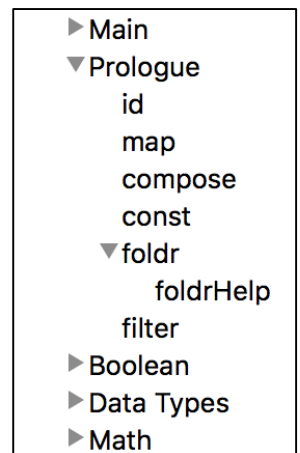 Main
Prologue
id
map
compose
const
foldr
foldrHelp
filter
Boolean
Data Types
Math